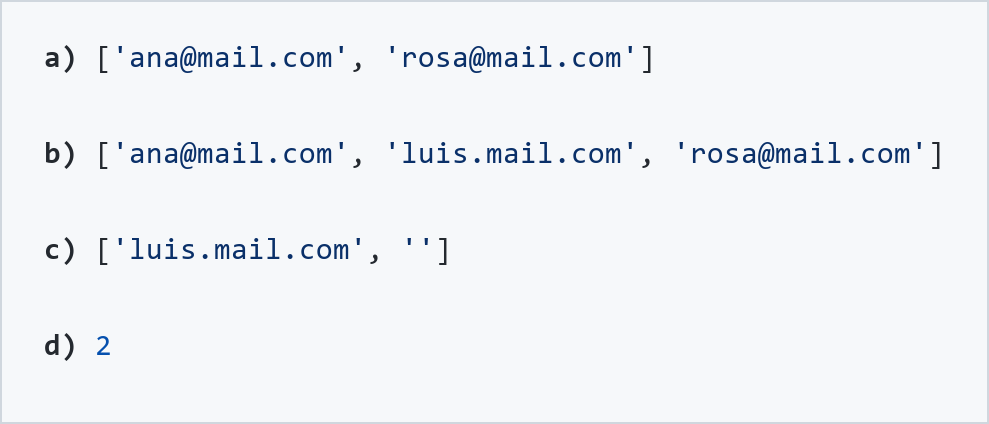 a) ['ana@mail.com', 'rosa@mail.com']
b) ['ana@mail.com', 'luis.mail.com', 'rosa@mail.com']
c) ['luis.mail.com', '']
d) 2